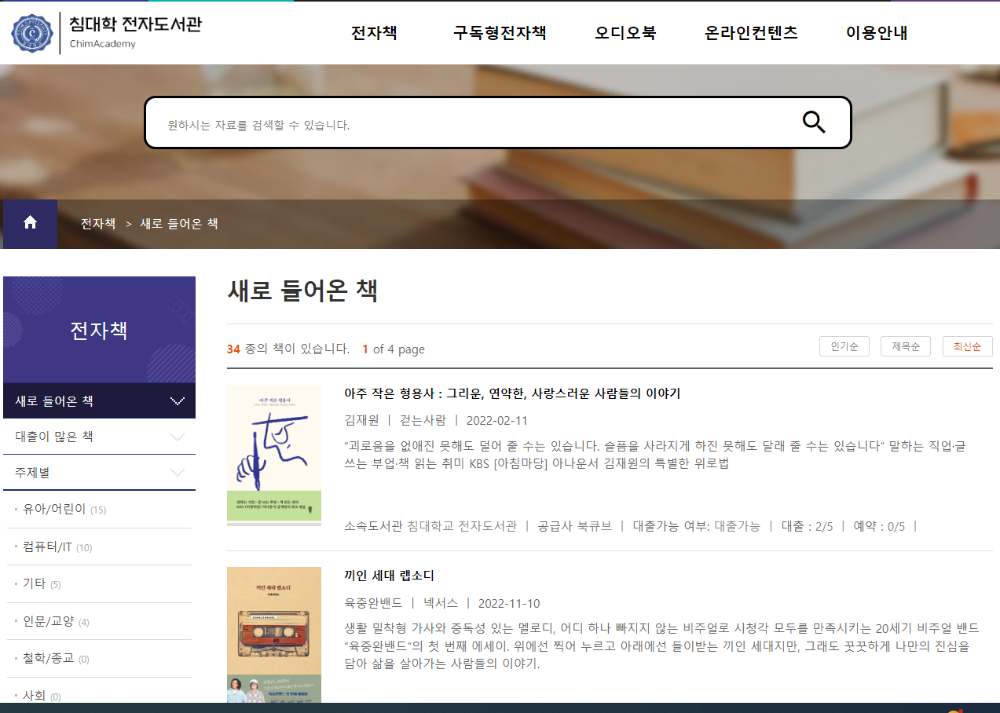 침대학 전자도서관
ChimAcademy
전자책
구독형전자책
오디오북
온라인컨텐츠
이용안내
원하시는 자료를 검색할 수 있습니다.
전자책 > 새로 들어온 책
전자책
새로 들어온 책
대출이 많은 책
주제별
유아/어린이 (15)
컴퓨터/IT (10)
기타 (5)
인문/교양 (4)
철학/종교 (0)
사회 (0)
새로 들어온 책
34 종의 책이 있습니다. 1 of 4 page
인기순
제목순
최신순
아주 작은 형용사
아주 작은 형용사 : 그리운, 연약한, 사랑스러운 사람들의 이야기
김재원 | 걷는사람 | 2022-02-11
“괴로움을 없애진 못해도 덜어 줄 수는 있습니다. 슬픔을 사라지게 하진 못해도 달래 줄 수는 있습니다” 말하는 직업·글
쓰는 부업·책 읽는 취미 KBS [아침마당] 아나운서 김재원의 특별한 위로법
소속도서관 침대학교 전자도서관 | 공급사 북큐브 | 대출가능 여부: 대출가능 | 대출 : 2/5 | 예약 : 0/5 |
끼인 세대 랩소디
끼인 세대 랩소디
육중완밴드 | 넥서스 | 2022-11-10
생활 밀착형 가사와 중독성 있는 멜로디, 어디 하나 빠지지 않는 비주얼로 시청각 모두를 만족시키는 20세기 비주얼 밴드
“육중완밴드”의 첫 번째 에세이. 위에선 찍어 누르고 아래에선 들이받는 끼인 세대지만, 그래도 꿋꿋하게 나만의 진심을
담아 삶을 살아가는 사람들의 이야기.